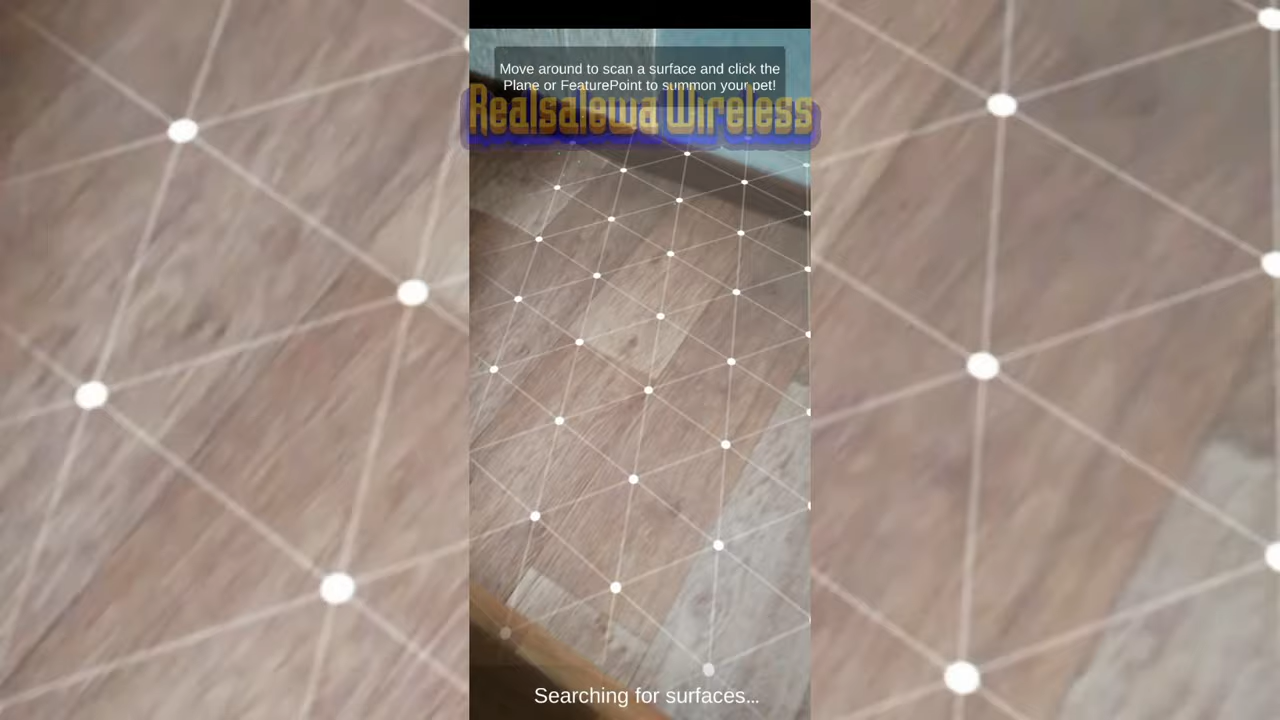 Move around to scan a surface and click the
Plane or FeaturePoint to summon your pet!
Realsalewa Wireless
Searching for surfaces...